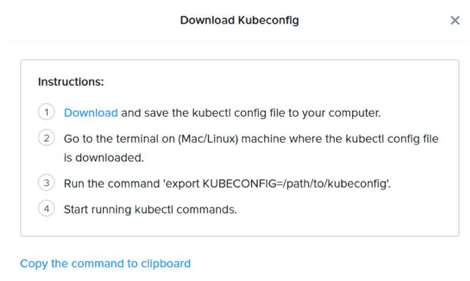 Download Kubeconfig
Instructions:
1 Download and save the kubectl config file to your computer.
2 Go to the terminal on (Mac/Linux) machine where the kubectl config file
is downloaded.
3 Run the command 'export KUBECONFIG=/path/to/kubeconfig'.
4 Start running kubectl commands.
Copy the command to clipboard